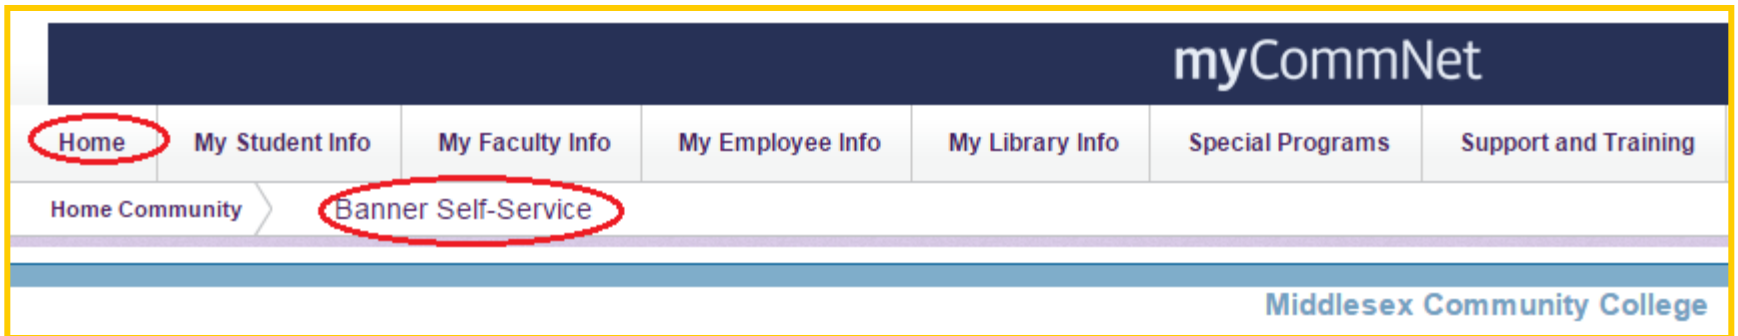 myCommNet
Home My Student Info My Faculty Info My Employee Info My Library Info Special Programs Support and Training
Home Community Banner Self-Service
Middlesex Community College